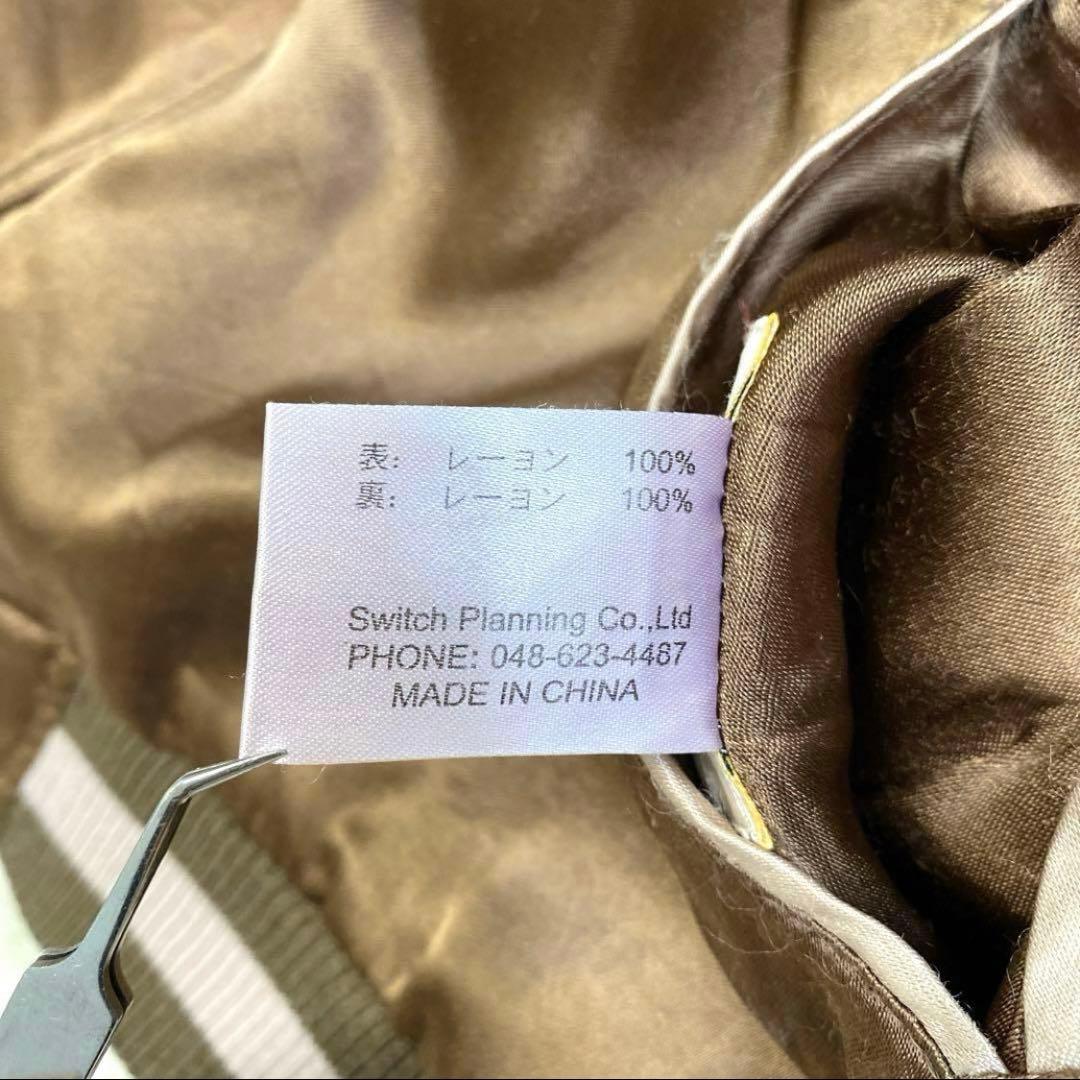 表: レーヨン 100%
裏: レーヨン 100%
Switch Planning Co.,Ltd
PHONE: 048-623-4487
MADE IN CHINA